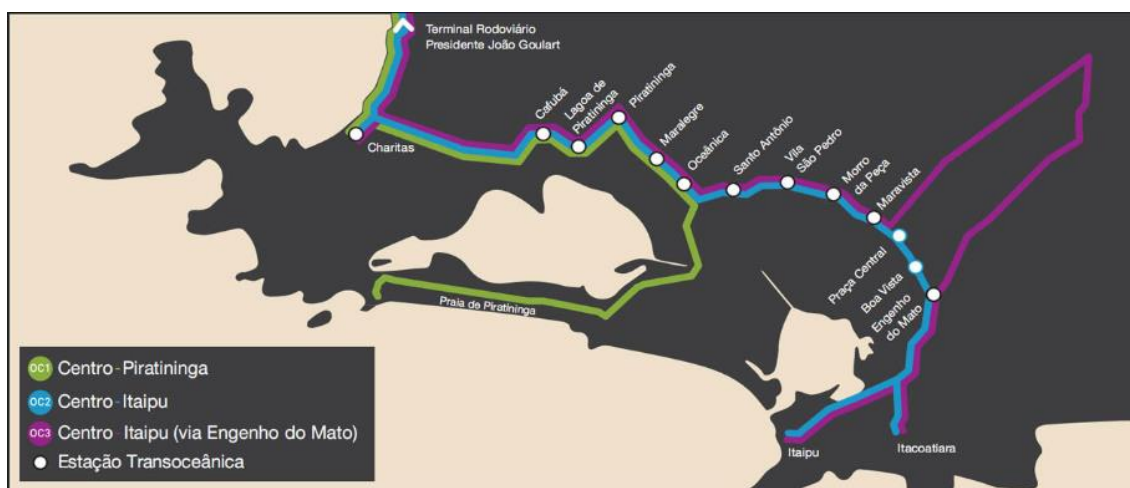 Terminal Rodoviário
Presidente João Goulart
Charitas
Cafubá
Lagoa de
Piratininga
Piratininga
Maralegre
Oceânica
Santo Antônio
Vila
São Pedro
Morro
da Peça
Maravista
Praça Central
Boa Vista
Engenho
do Mato
Praia de Piratininga
Itaipu
Itacoatiara
OC1 Centro-Piratininga
OC2 Centro-Itaipu
OC3 Centro-Itaipu (via Engenho do Mato)
Estação Transoceânica